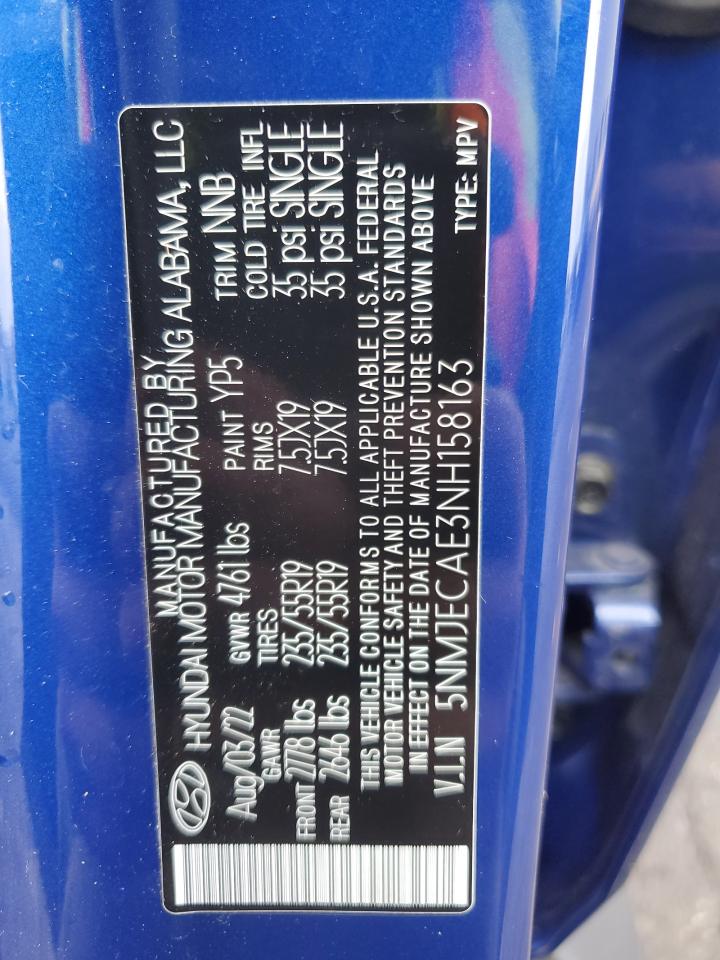 MANUFACTURED BY
HYUNDAI MOTOR MANUFACTURING ALABAMA, LLC
Aug/03/22 GVWR 4761 lbs PAINT YP5 TRIM NNB
GAWR TIRES RIMS COLD TIRE INFL
FRONT 2778 lbs 235/55R19 7.5JX19 35 psi SINGLE
REAR 2646 lbs 235/55R19 7.5JX19 35 psi SINGLE
THIS VEHICLE CONFORMS TO ALL APPLICABLE U.S.A. FEDERAL
MOTOR VEHICLE SAFETY AND THEFT PREVENTION STANDARDS
IN EFFECT ON THE DATE OF MANUFACTURE SHOWN ABOVE
V.I.N 5NMJECAE3NH158163 TYPE: MPV